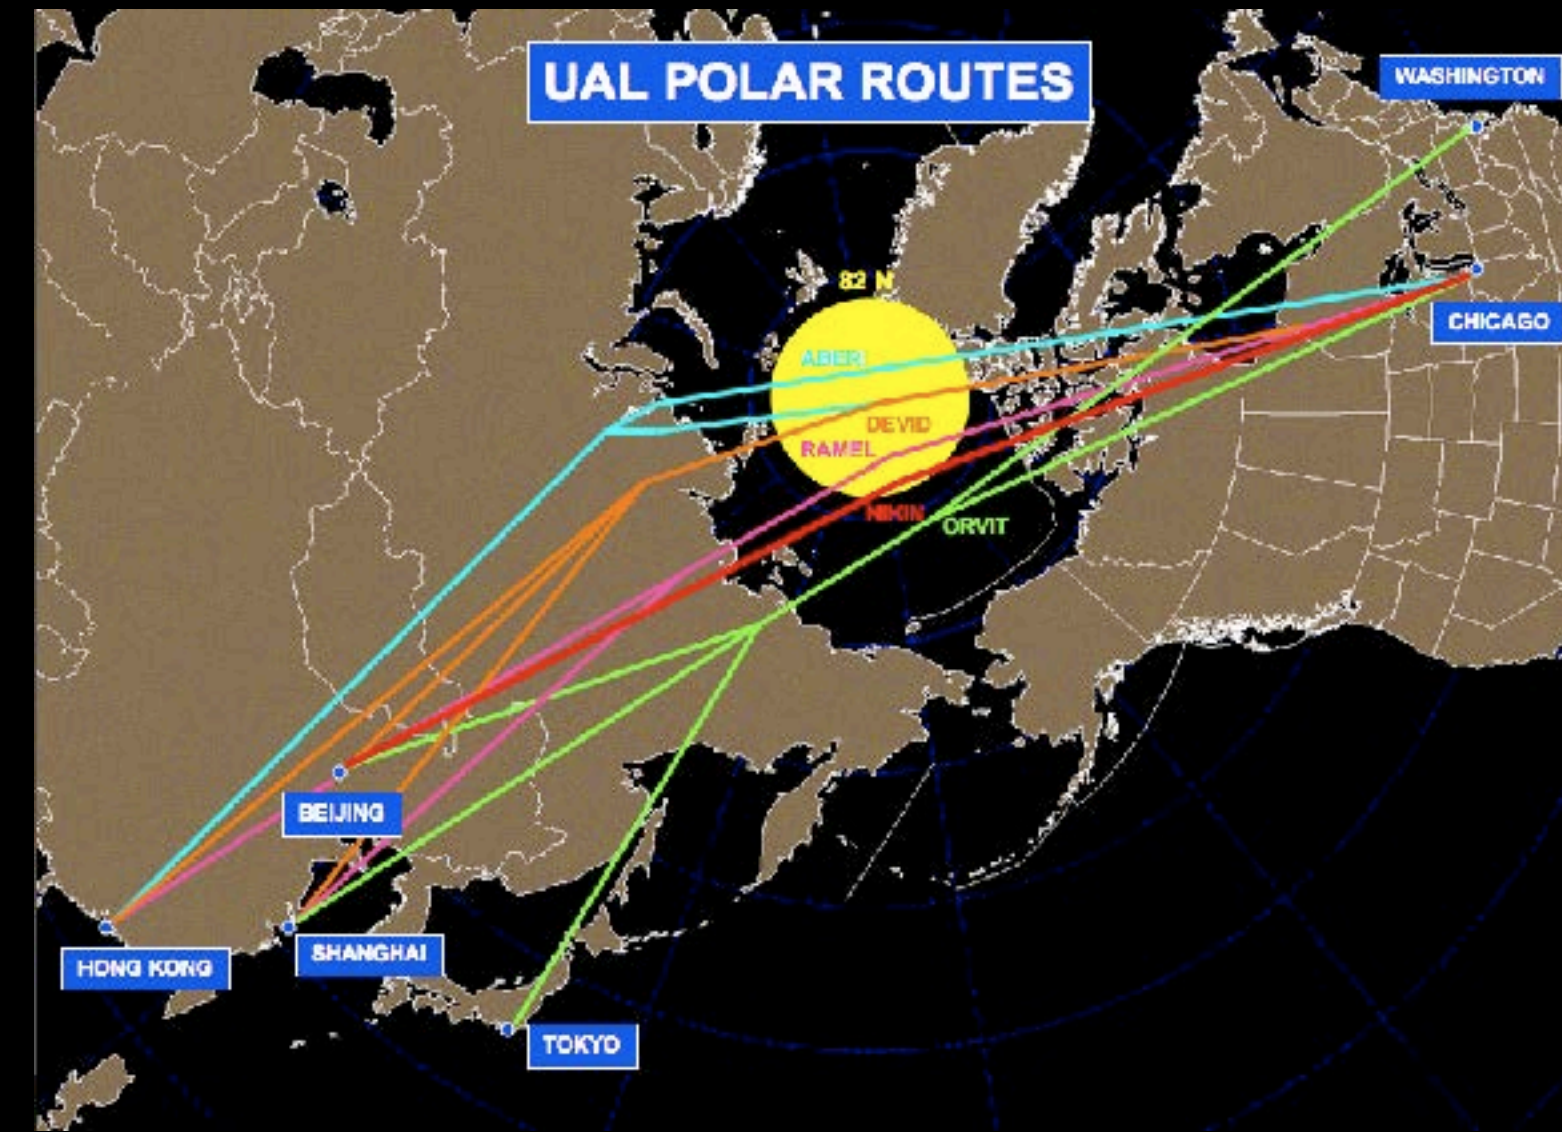 UAL POLAR ROUTES
WASHINGTON
82 N
CHICAGO
ABERI
DEVID
RAMEL
NIKIN
ORVIT
BEIJING
SHANGHAI
HONG KONG
TOKYO